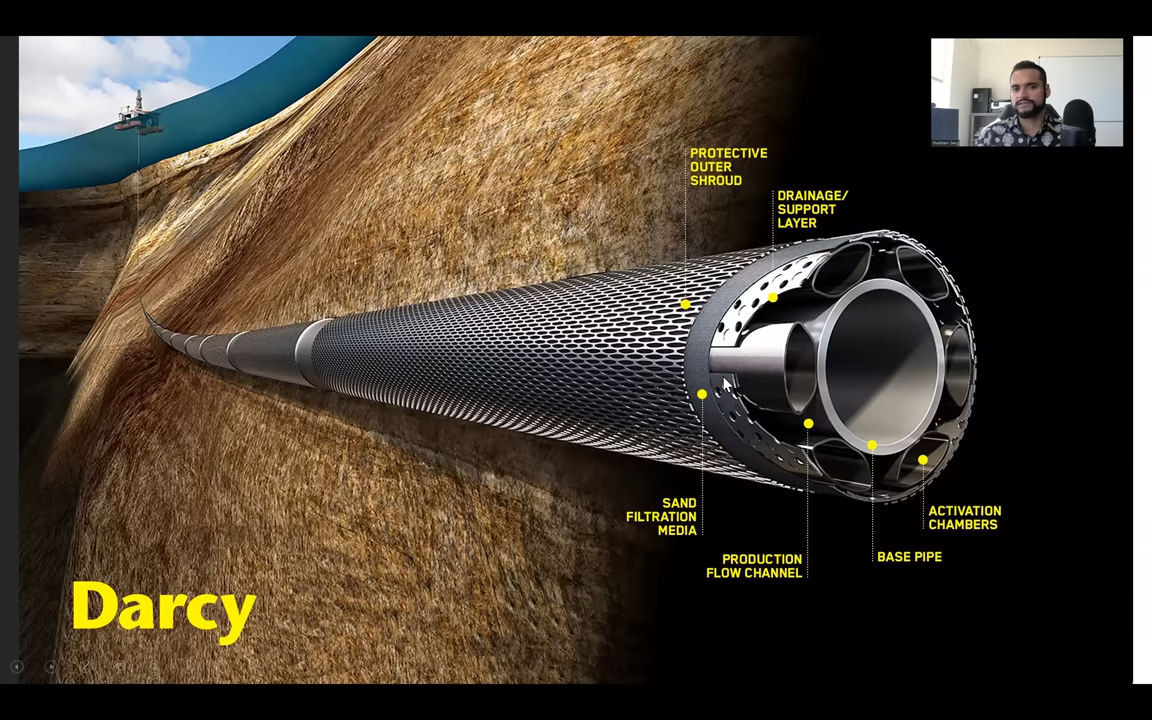 PROTECTIVE
OUTER
SHROUD
DRAINAGE/
SUPPORT
LAYER
SAND
FILTRATION
MEDIA
PRODUCTION
FLOW CHANNEL
BASE PIPE
ACTIVATION
CHAMBERS
Darcy